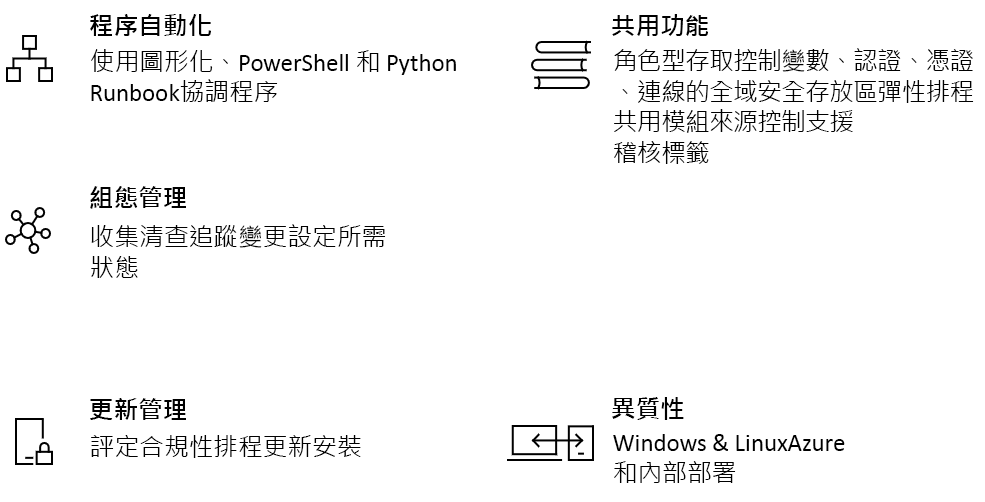 程序自動化
使用圖形化、PowerShell 和 Python
Runbook協調程序
共用功能
角色型存取控制變數、認證、憑證
、連線的全域安全存放區彈性排程
共用模組來源控制支援
稽核標籤
組態管理
收集清查追蹤變更設定所需
狀態
更新管理
評定合規性排程更新安裝
異質性
Windows & LinuxAzure
和內部部署